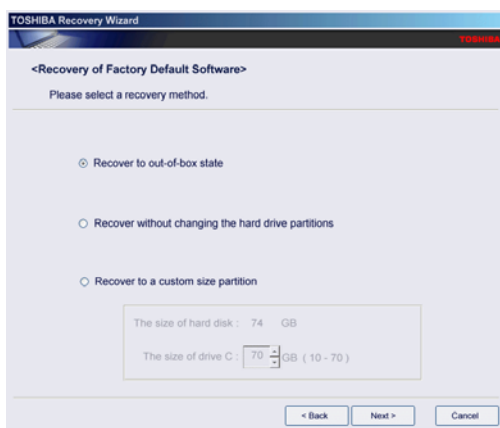 TOSHIBA Recovery Wizard
TOSHIBA
<Recovery of Factory Default Software>
Please select a recovery method.
Recover to out-of-box state
Recover without changing the hard drive partitions
Recover to a custom size partition
The size of hard disk : 74 GB
The size of drive C : 70 GB ( 10 - 70 )
< Back Next > Cancel